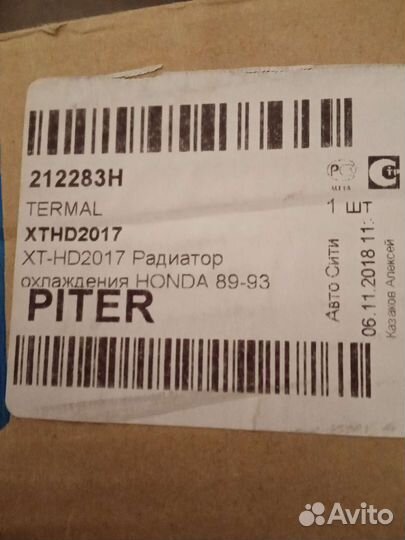 212283H
TERMAL
XTHD2017
XT-HD2017 Радиатор
охлаждения HONDA 89-93
PITER
1 ШТ
Авто Сити
06.11.2018 11:
Казаков Алексей
Avito